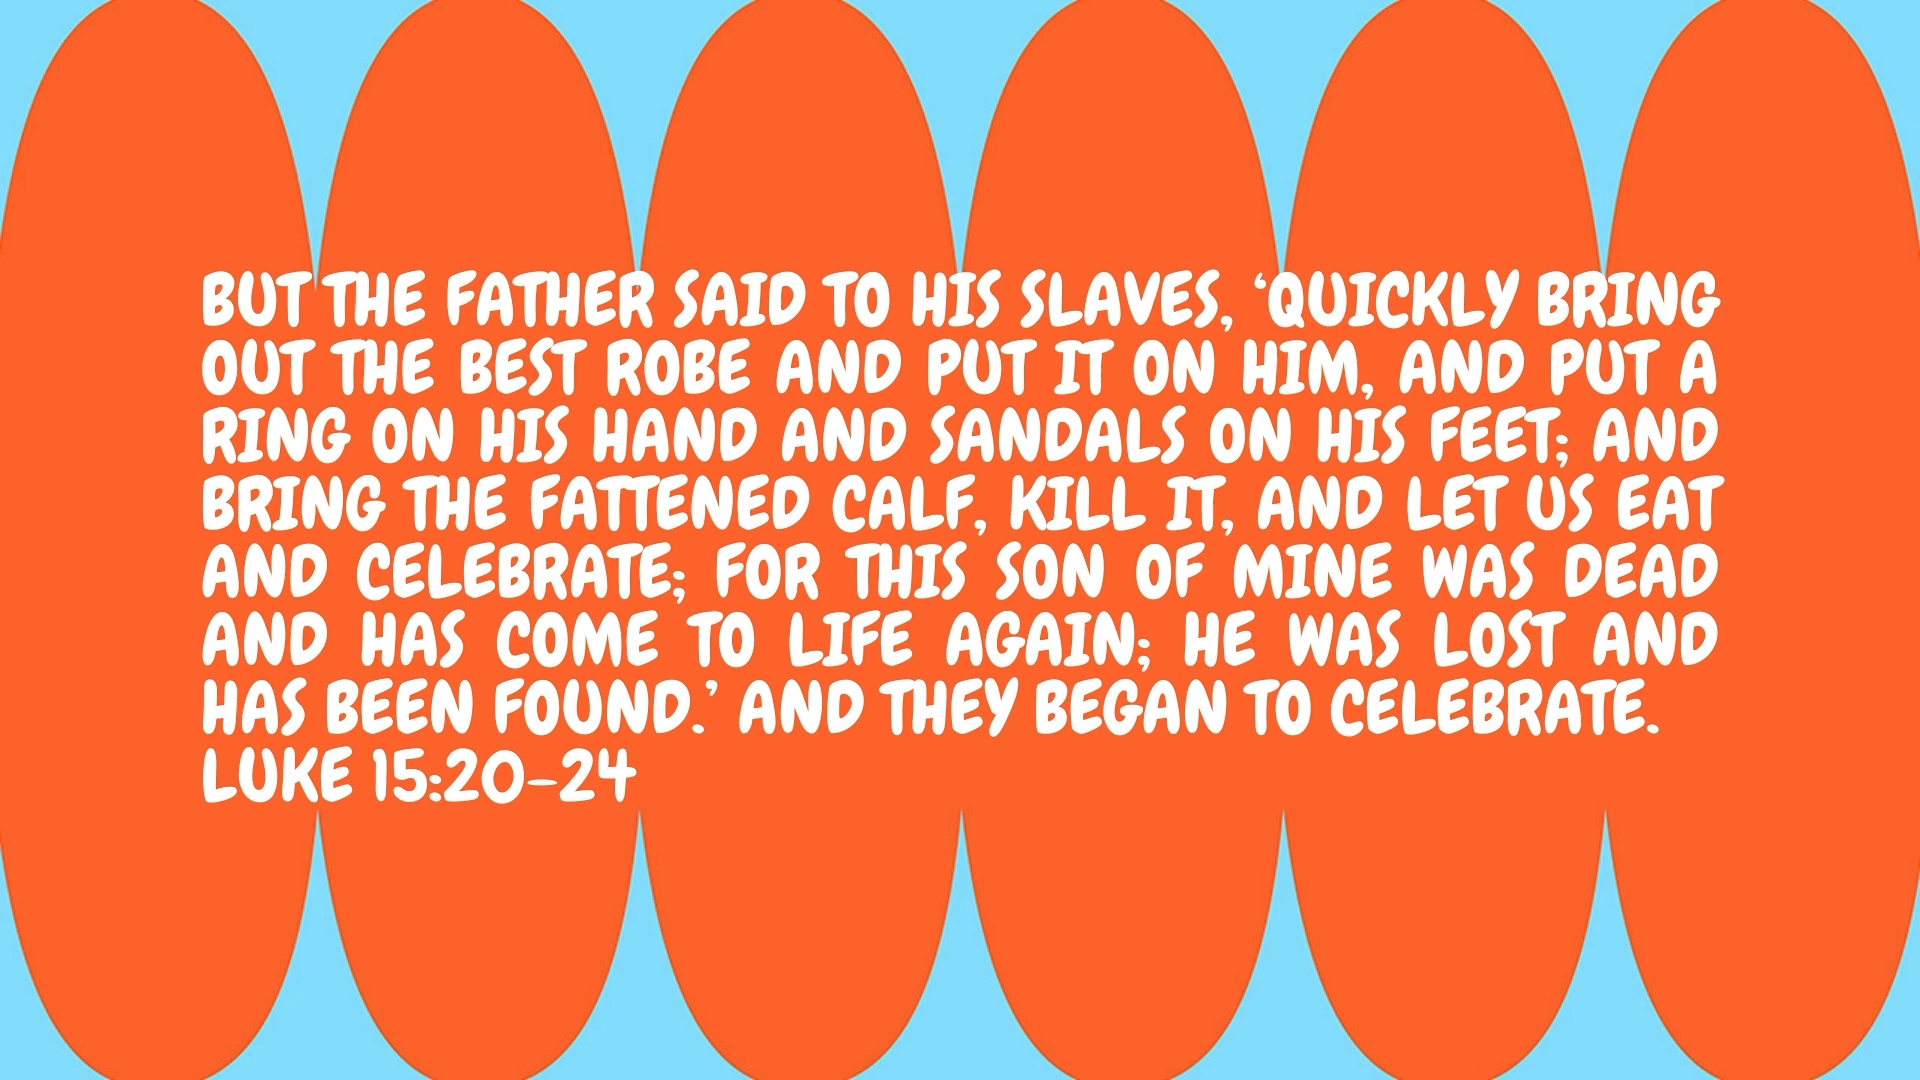 BUT THE FATHER SAID TO HIS SLAVES, ‘QUICKLY BRING
OUT THE BEST ROBE AND PUT IT ON HIM, AND PUT A
RING ON HIS HAND AND SANDALS ON HIS FEET; AND
BRING THE FATTENED CALF, KILL IT, AND LET US EAT
AND CELEBRATE; FOR THIS SON OF MINE WAS DEAD
AND HAS COME TO LIFE AGAIN; HE WAS LOST AND
HAS BEEN FOUND.’ AND THEY BEGAN TO CELEBRATE.
LUKE 15:20–24